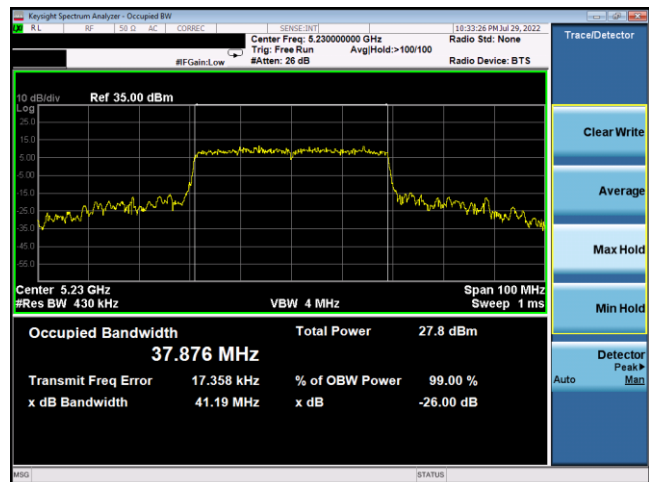 Keysight Spectrum Analyzer - Occupied BW
RL RF 50 Ω AC CORREC SENSE:INT 10:33:26 PM Jul 29, 2022
Center Freq: 5.230000000 GHz Radio Std: None
Trig: Free Run Avg|Hold:>100/100
#IFGain:Low #Atten: 26 dB Radio Device: BTS
Trace/Detector
10 dB/div Ref 35.00 dBm
Log
25.0
15.0
5.00
-5.00
-15.0
-25.0
-35.0
-45.0
-55.0
Center 5.23 GHz Span 100 MHz
#Res BW 430 kHz VBW 4 MHz Sweep 1 ms
Occupied Bandwidth Total Power 27.8 dBm
37.876 MHz
Transmit Freq Error 17.358 kHz % of OBW Power 99.00 %
x dB Bandwidth 41.19 MHz x dB -26.00 dB
Clear Write
Average
Max Hold
Min Hold
Detector
Peak▶
Auto Man
MSG STATUS